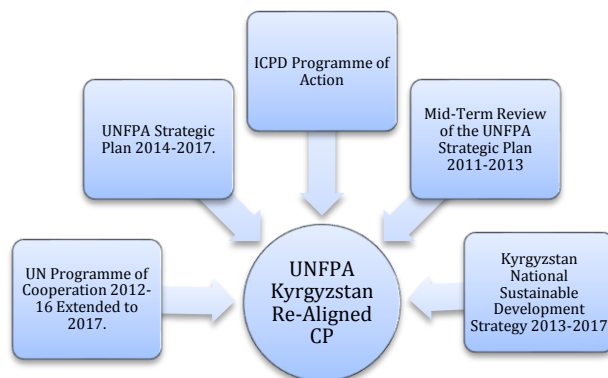 ICPD Programme of
Action
UNFPA Strategic
Plan 2014-2017.
Mid-Term Review
of the UNFPA
Strategic Plan
2011-2013
UN Programme of
Cooperation 2012-
16 Extended to
2017.
UNFPA
Kyrgyzstan
Re-Aligned
CP
Kyrgyzstan
National
Sustainable
Development
Strategy 2013-2017